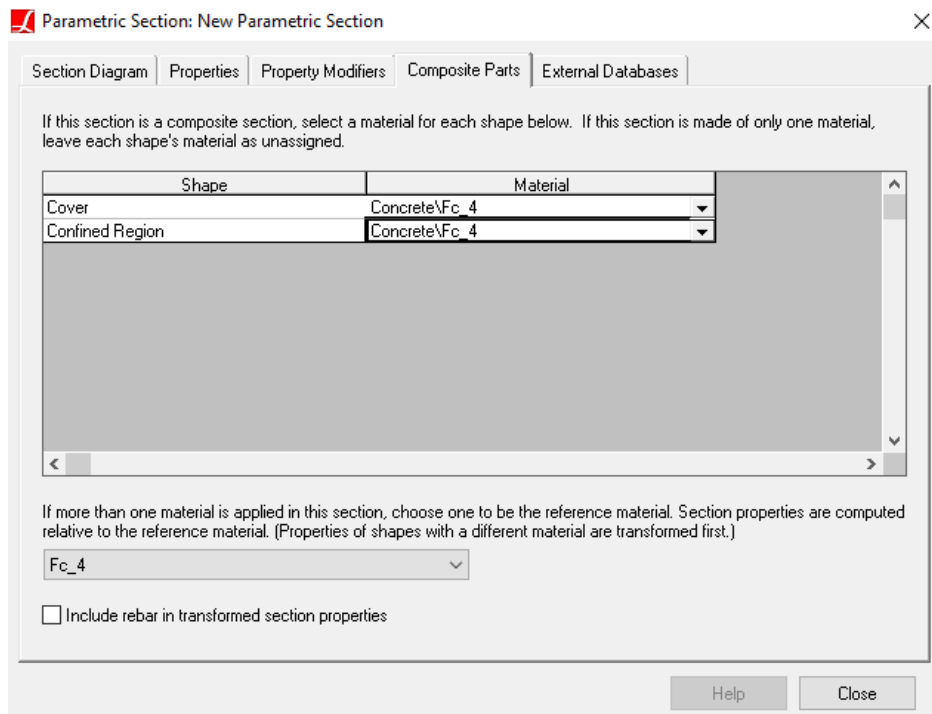 Parametric Section: New Parametric Section
Section Diagram Properties Property Modifiers Composite Parts External Databases
If this section is a composite section, select a material for each shape below. If this section is made of only one material,
leave each shape's material as unassigned.
Shape Material
Cover Concrete\Fc_4
Confined Region Concrete\Fc_4
If more than one material is applied in this section, choose one to be the reference material. Section properties are computed
relative to the reference material. (Properties of shapes with a different material are transformed first.)
Fc_4
Include rebar in transformed section properties
Help Close